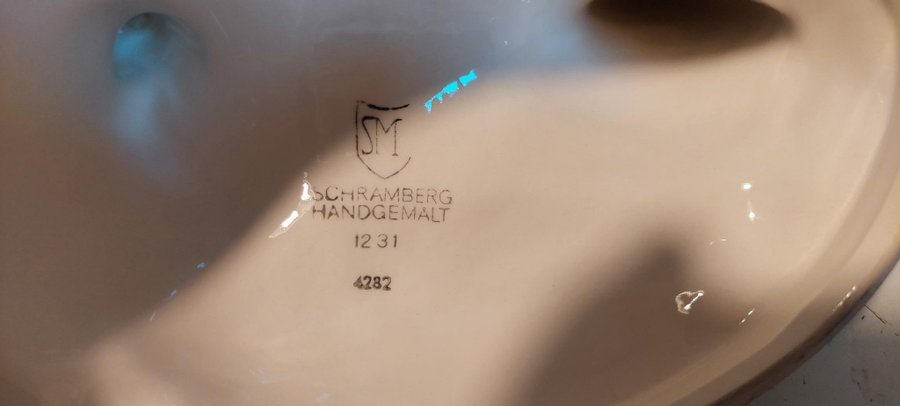 SM
SCHRAMBERG
HANDGEMALT
12 31
4282